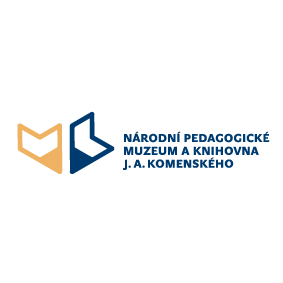 NÁRODNÍ PEDAGOGICKÉ
MUZEUM A KNIHOVNA
J. A. KOMENSKÉHO